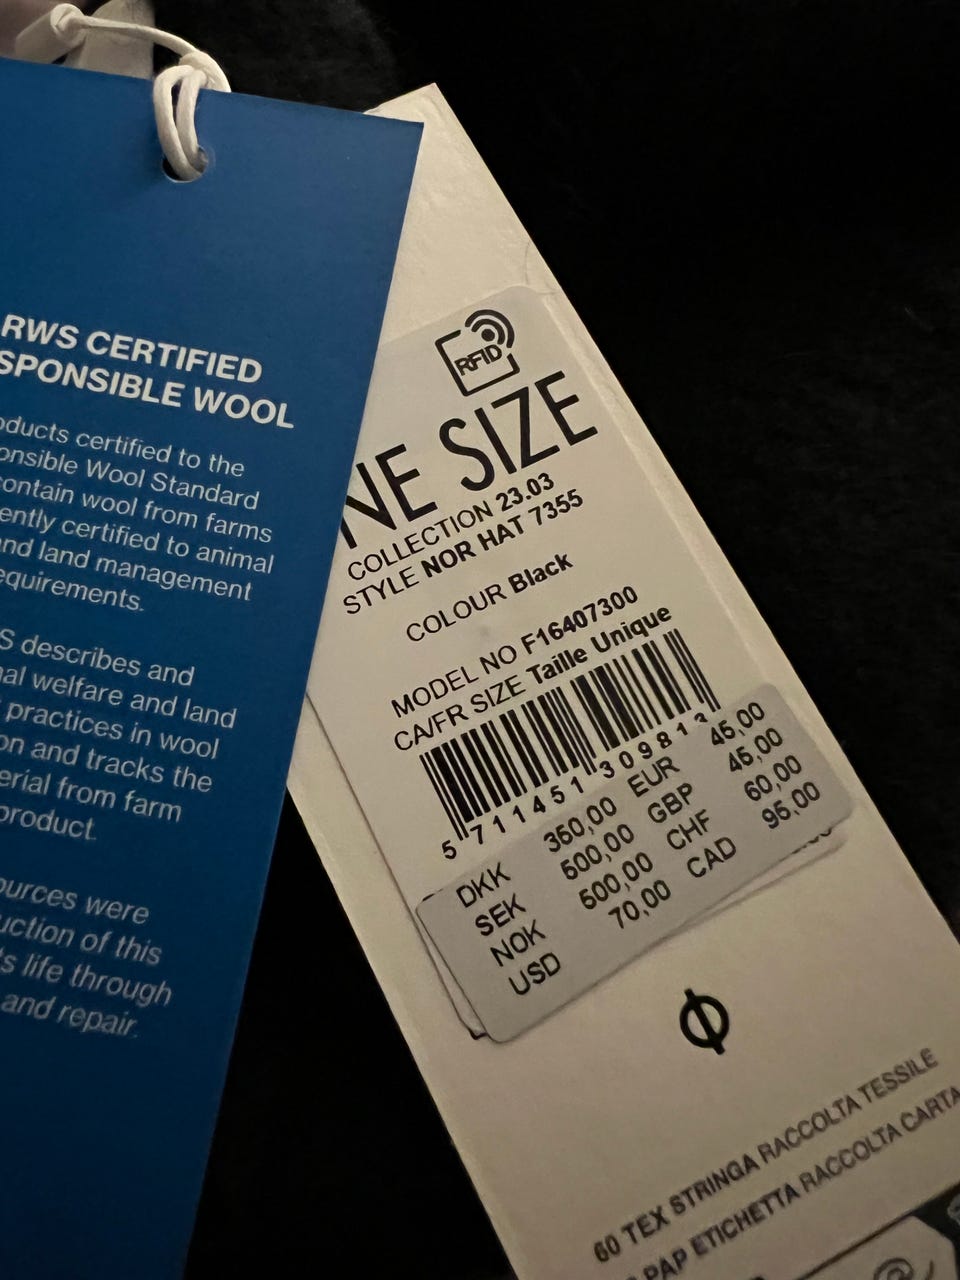 RWS CERTIFIED
SPONSIBLE WOOL
oducts certified to the
onsible Wool Standard
contain wool from farms
ently certified to animal
and land management
equirements.
S describes and
nal welfare and land
practices in wool
on and tracks the
erial from farm
product.
ources were
uction of this
's life through
and repair.
RFID
NE SIZE
COLLECTION 23.03
STYLE NOR HAT 7355
COLOUR Black
MODEL NO F16407300
CA/FR SIZE Taille Unique
5 711451 309813
DKK 350,00 EUR 45,00
SEK 500,00 GBP 45,00
NOK 500,00 CHF 60,00
USD 70,00 CAD 95,00
60 TEX STRINGA RACCOLTA TESSILE
PAP ETICHETTA RACCOLTA CARTA